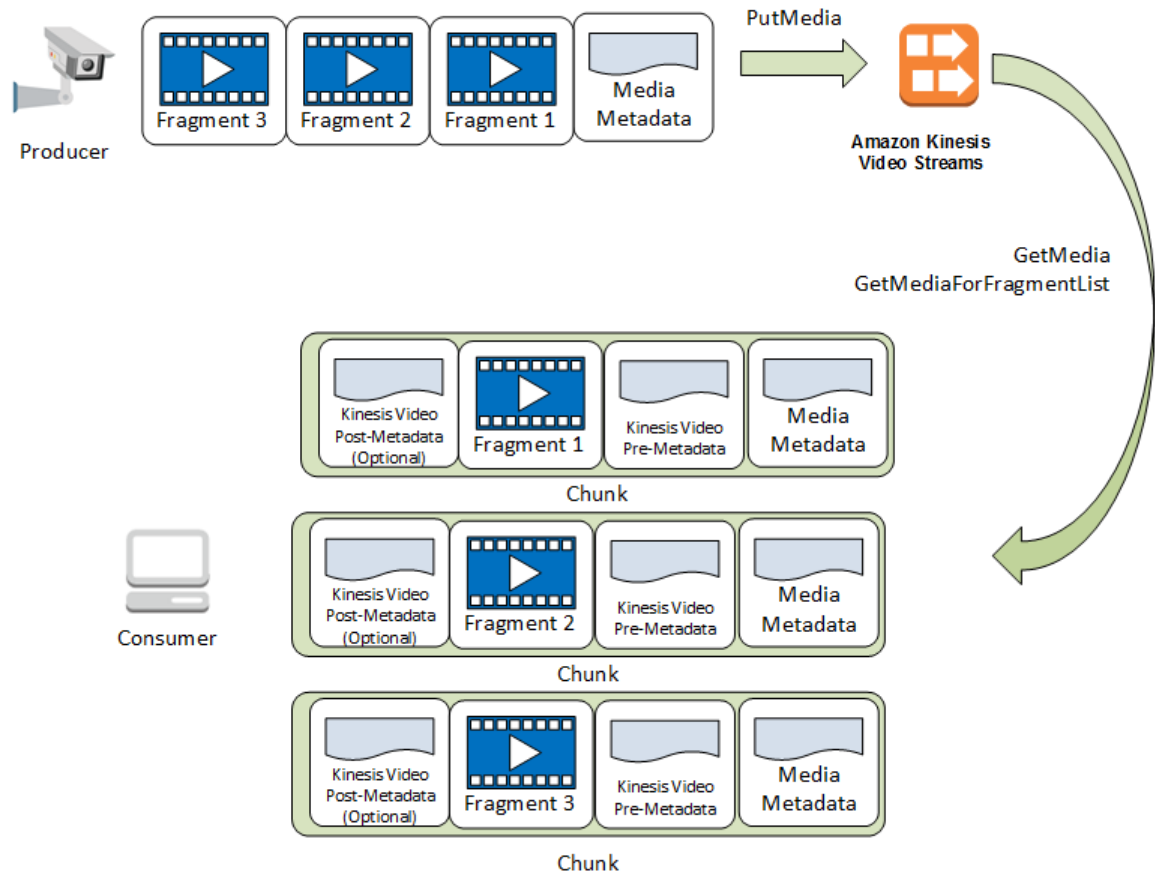 PutMedia
Fragment 3
Fragment 2
Fragment 1
Media
Metadata
Producer
Amazon Kinesis
Video Streams
GetMedia
GetMediaForFragmentList
Kinesis Video
Post-Metadata
(Optional)
Fragment 1
Kinesis Video
Pre-Metadata
Media
Metadata
Chunk
Consumer
Kinesis Video
Post-Metadata
(Optional)
Fragment 2
Kinesis Video
Pre-Metadata
Media
Metadata
Chunk
Kinesis Video
Post-Metadata
(Optional)
Fragment 3
Kinesis Video
Pre-Metadata
Media
Metadata
Chunk